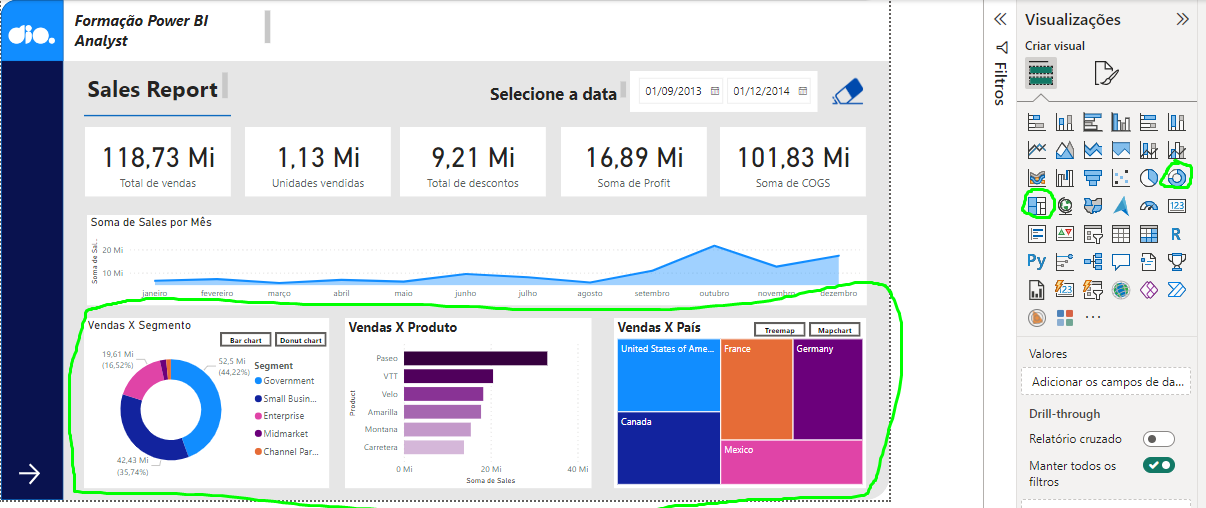 dio.
Formação Power BI
Analyst
Sales Report
Selecione a data
01/09/2013
01/12/2014
118,73 Mi
Total de vendas
1,13 Mi
Unidades vendidas
9,21 Mi
Total de descontos
16,89 Mi
Soma de Profit
101,83 Mi
Soma de COGS
Soma de Sales por Mês
Soma de Sal...
20 Mi
10 Mi
janeiro fevereiro março abril maio junho julho agosto setembro outubro novembro dezembro
Vendas X Segmento
Bar chart
Donut chart
19,61 Mi
(16,52%)
52,5 Mi
(44,22%)
42,43 Mi
(35,74%)
Segment
Government
Small Busin...
Enterprise
Midmarket
Channel Par...
Vendas X Produto
Product
Paseo
VTT
Velo
Amarilla
Montana
Carretera
0 Mi 20 Mi 40 Mi
Soma de Sales
Vendas X País
Treemap
Mapchart
United States of Ame...
France
Germany
Canada
Mexico
Filtros
Visualizações
Criar visual
123
R
Py
123
Valores
Adicionar os campos de da...
Drill-through
Relatório cruzado
Manter todos os
filtros